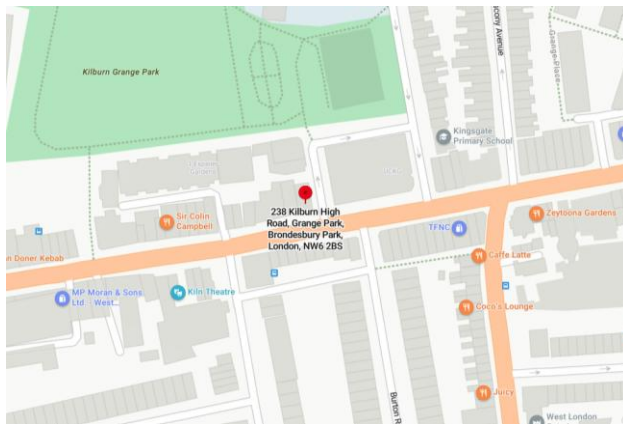 Kilburn Grange Park
Grange Place
Kingsgate
Primary School
238 Kilburn High
Road, Grange Park,
Brondesbury Park,
London, NW6 2BS
Sir Colin
Campbell
TFNC
Zeytoona Gardens
n Doner Kebab
Caffe Latte
MP Moran & Sons
Ltd. - West...
Kiln Theatre
Coco's Lounge
Burton R
Juicy
West London